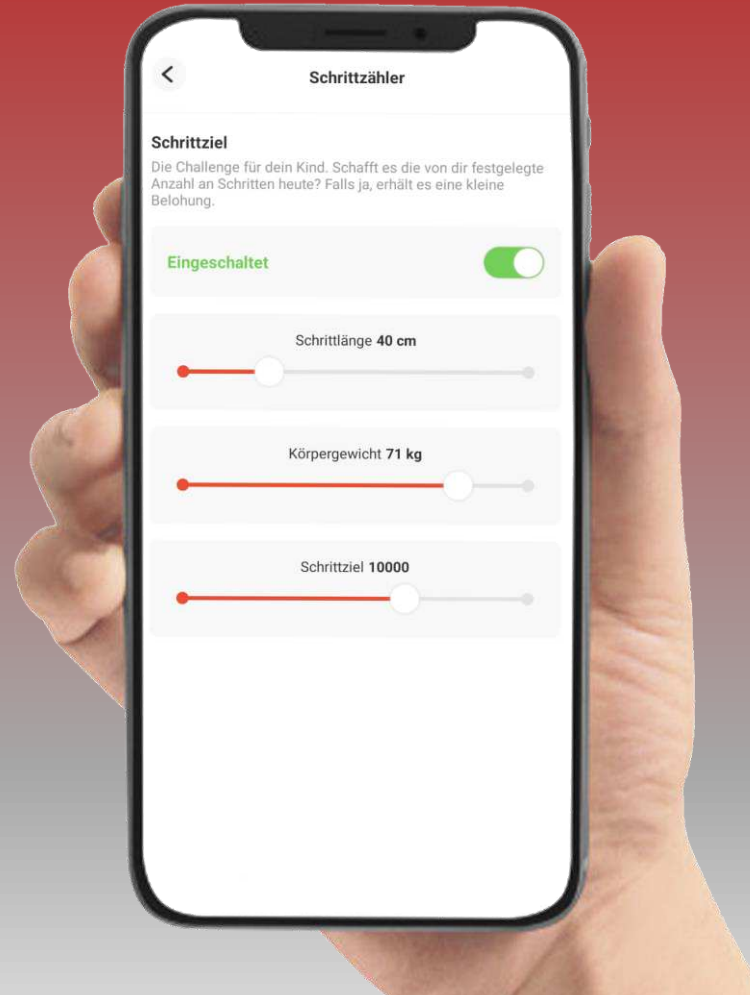 Schrittzähler
Schrittziel
Die Challenge für dein Kind. Schafft es die von dir festgelegte
Anzahl an Schritten heute? Falls ja, erhält es eine kleine
Belohung.
Eingeschaltet
Schrittlänge 40 cm
Körpergewicht 71 kg
Schrittziel 10000